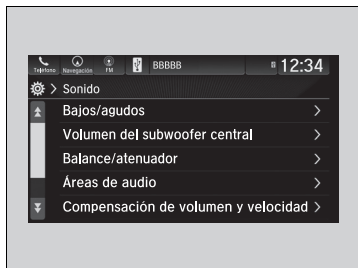 Teléfono Navegación FM BBBBB 12:34
> Sonido
Bajos/agudos >
Volumen del subwoofer central >
Balance/atenuador >
Áreas de audio >
Compensación de volumen y velocidad >